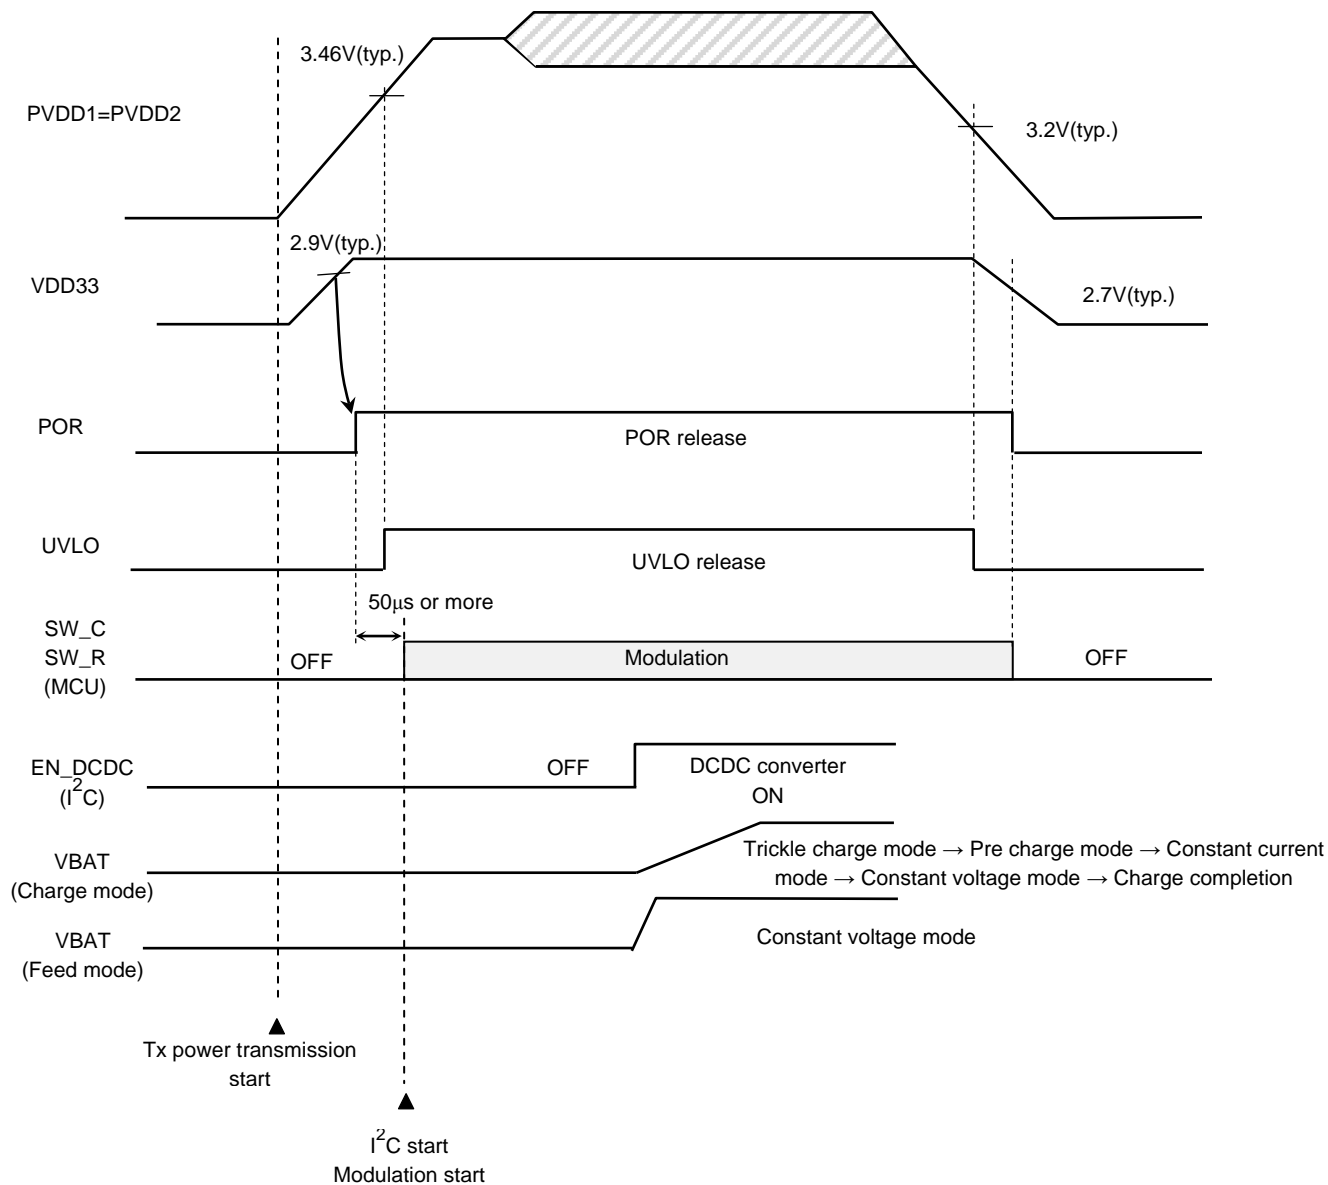 3.46V(typ.)
PVDD1=PVDD2
3.2V(typ.)
2.9V(typ.)
VDD33
2.7V(typ.)
POR
POR release
UVLO
UVLO release
50μs or more
SW_C
SW_R
(MCU)
OFF
Modulation
OFF
EN_DCDC
(I2C)
OFF
DCDC converter
ON
VBAT
(Charge mode)
Trickle charge mode → Pre charge mode → Constant current
mode → Constant voltage mode → Charge completion
VBAT
(Feed mode)
Constant voltage mode
Tx power transmission
start
I2C start
Modulation start